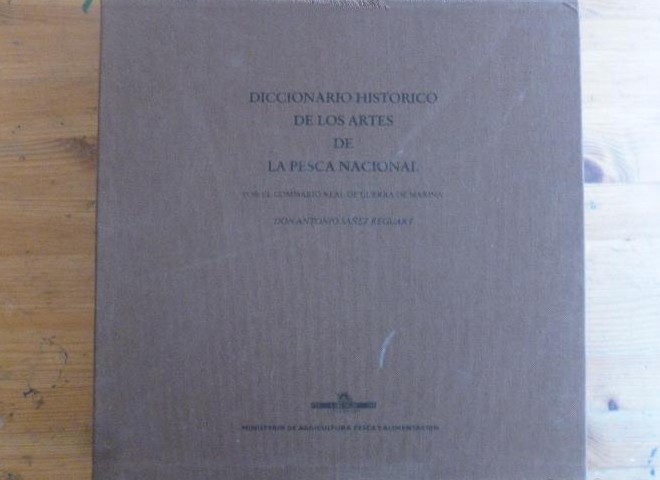 DICCIONARIO HISTORICO
DE LOS ARTES
DE
LA PESCA NACIONAL
POR EL COMISARIO REAL DE GUERRA DE MARINA
DON ANTONIO SAÑEZ REGUART
MINISTERIO DE AGRICULTURA PESCA Y ALIMENTACION